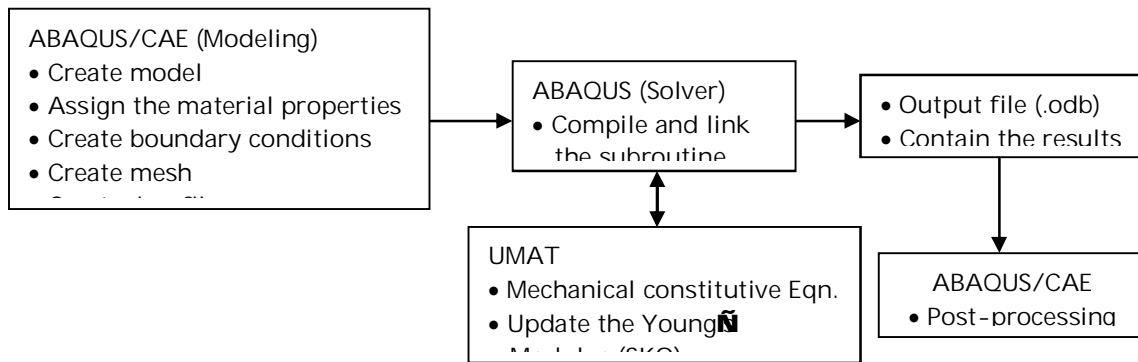 ABAQUS/CAE (Modeling)
• Create model
• Assign the material properties
• Create boundary conditions
• Create mesh
ABAQUS (Solver)
• Compile and link
the subroutine
• Output file (.odb)
• Contain the results
UMAT
• Mechanical constitutive Eqn.
• Update the YoungÑ
ABAQUS/CAE
• Post-processing